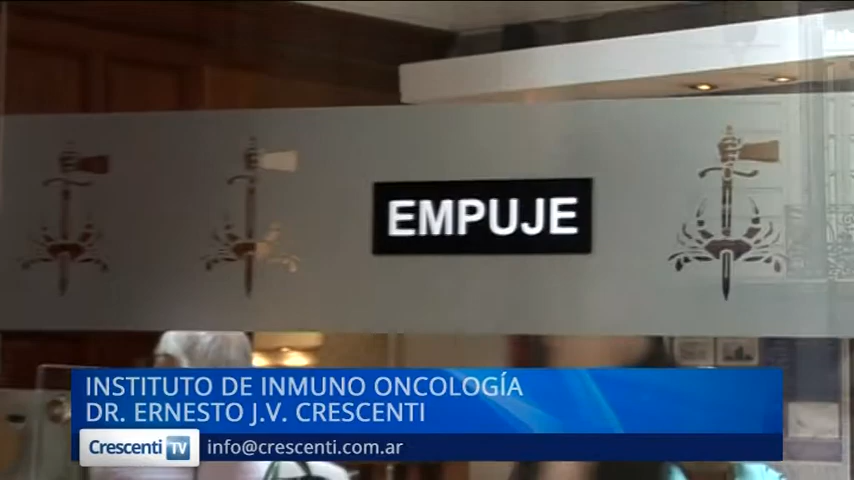 EMPUJE
INSTITUTO DE INMUNO ONCOLOGÍA
DR. ERNESTO J.V. CRESCENTI
Crescenti TV info@crescenti.com.ar